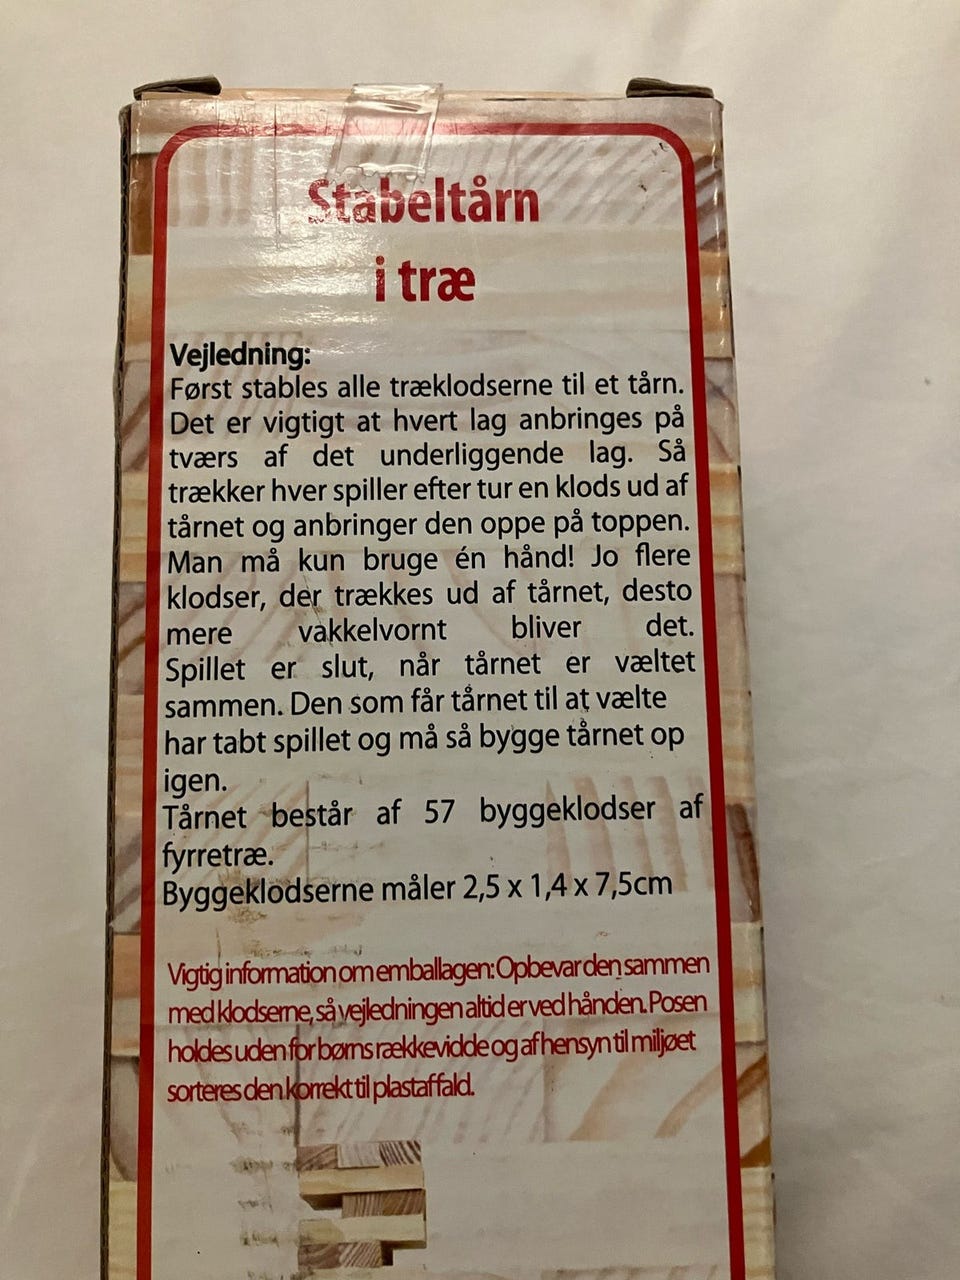 Stabeltårn
i træ
Vejledning:
Først stables alle træklodserne til et tårn.
Det er vigtigt at hvert lag anbringes på
tværs af det underliggende lag. Så
trækker hver spiller efter tur en klods ud af
tårnet og anbringer den oppe på toppen.
Man må kun bruge én hånd! Jo flere
klodser, der trækkes ud af tårnet, desto
mere vakkelvornt bliver det.
Spillet er slut, når tårnet er væltet
sammen. Den som får tårnet til at vælte
har tabt spillet og må så bygge tårnet op
igen.
Tårnet består af 57 byggeklodser af
fyrretræ.
Byggeklodserne måler 2,5 x 1,4 x 7,5cm
Vigtig information om emballagen: Opbevar den sammen
med klodserne, så vejledningen altid er ved hånden. Posen
holdes uden for børns rækkevidde og af hensyn til miljøet
sorteres den korrekt til plastaffald.